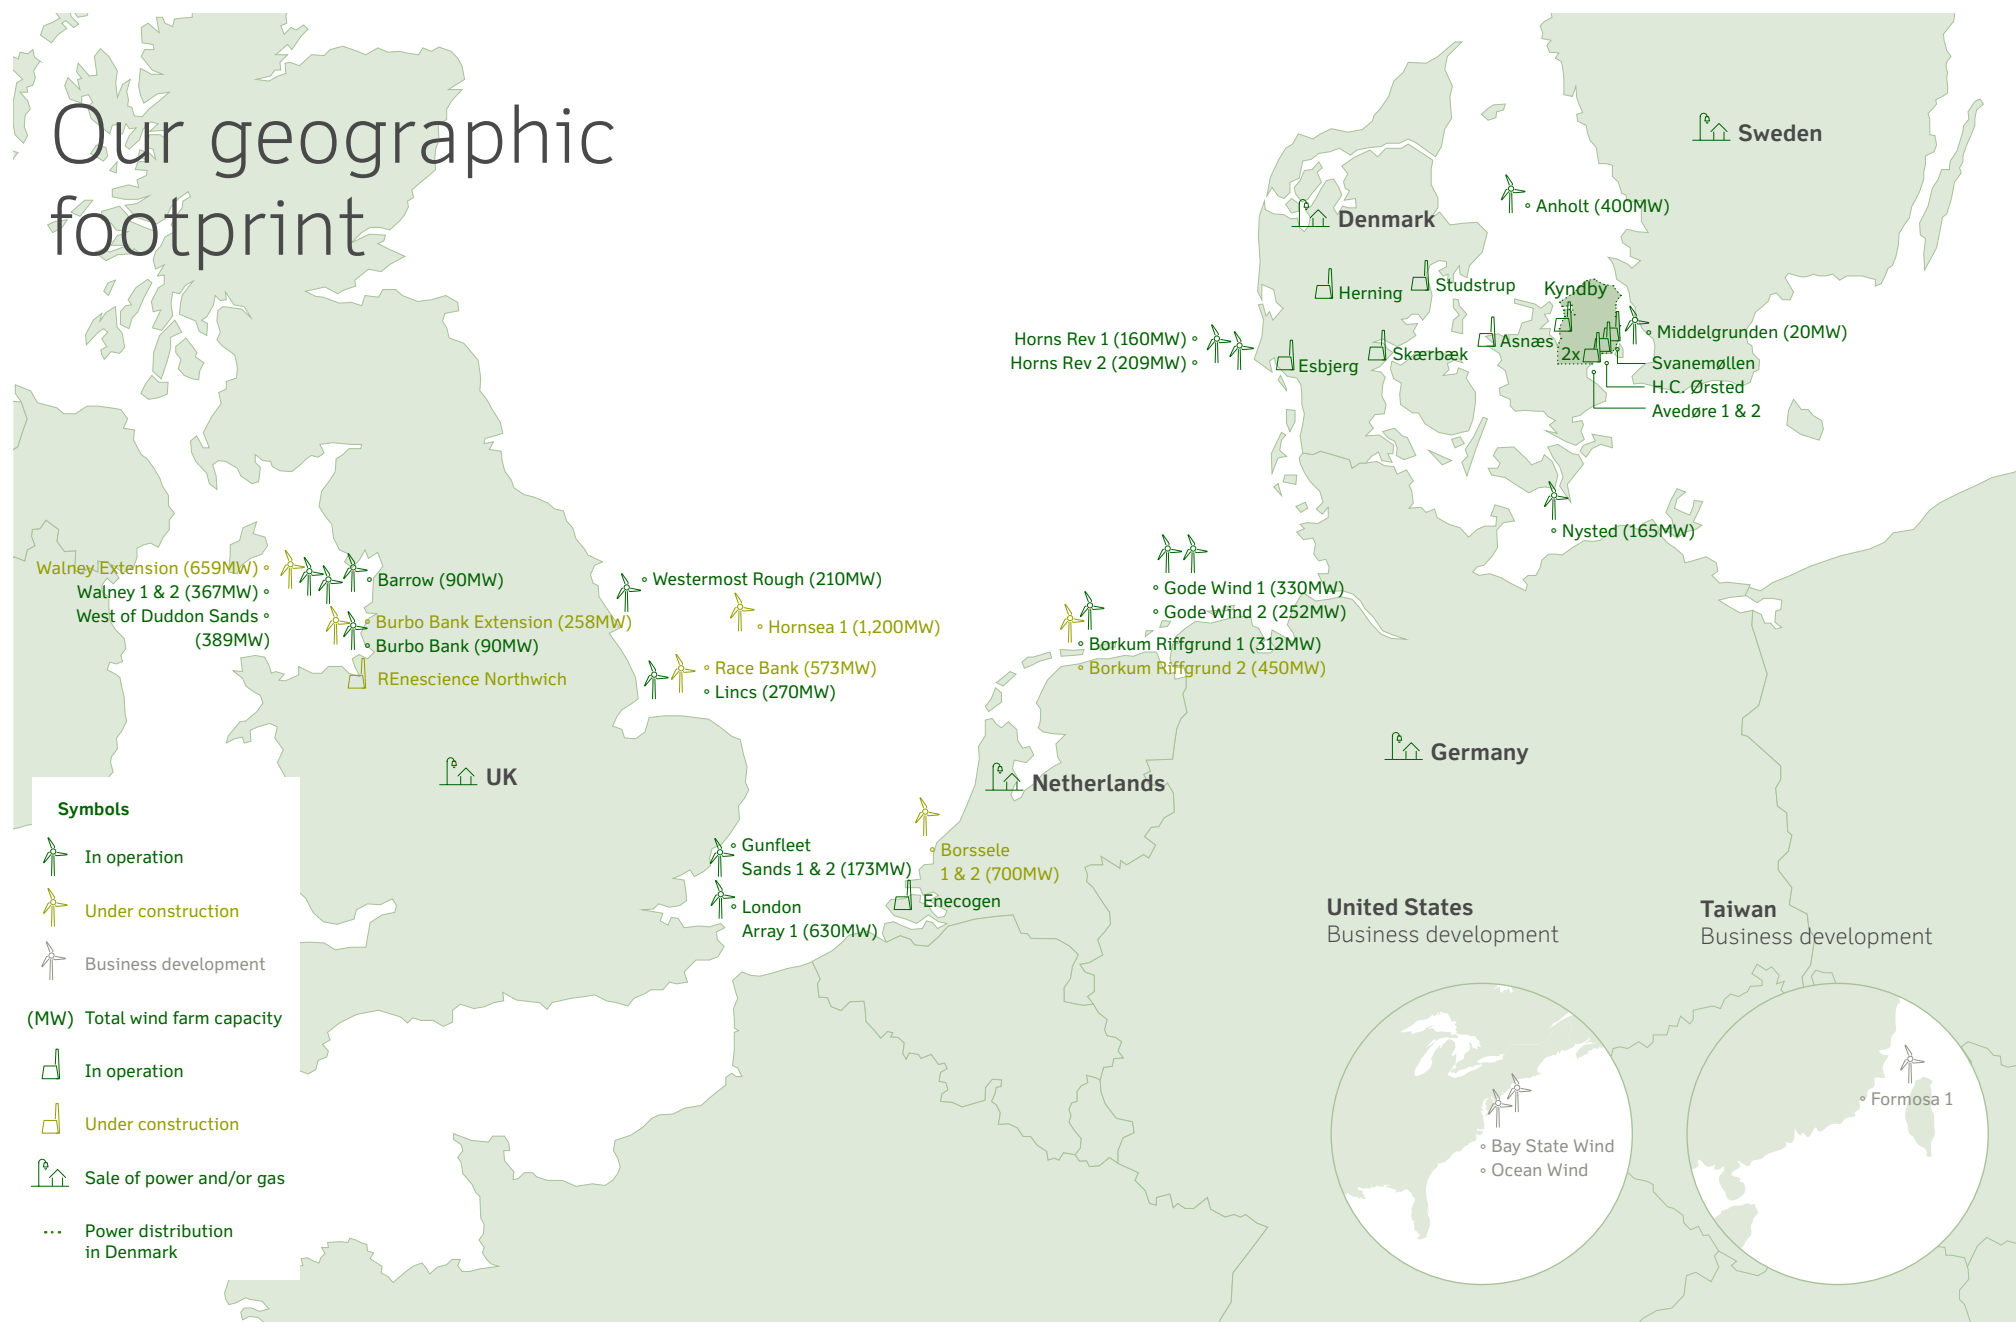 Our geographic
footprint
Sweden
Anholt (400MW)
Denmark
Herning
Studstrup
Kyndby
Horns Rev 1 (160MW)
Horns Rev 2 (209MW)
Esbjerg
Skærbæk
Asnæs
2x
Middelgrunden (20MW)
Svanemøllen
H.C. Ørsted
Avedøre 1 & 2
Nysted (165MW)
Walney Extension (659MW)
Walney 1 & 2 (367MW)
West of Duddon Sands
(389MW)
Barrow (90MW)
Burbo Bank Extension (258MW)
Burbo Bank (90MW)
REnescience Northwich
Westermost Rough (210MW)
Hornsea 1 (1,200MW)
Race Bank (573MW)
Lincs (270MW)
Gode Wind 1 (330MW)
Gode Wind 2 (252MW)
Borkum Riffgrund 1 (312MW)
Borkum Riffgrund 2 (450MW)
UK
Netherlands
Germany
Gunfleet
Sands 1 & 2 (173MW)
London
Array 1 (630MW)
Borssele
1 & 2 (700MW)
Enecogen
Symbols
In operation
Under construction
Business development
(MW) Total wind farm capacity
In operation
Under construction
Sale of power and/or gas
Power distribution
in Denmark
United States
Business development
Bay State Wind
Ocean Wind
Taiwan
Business development
Formosa 1